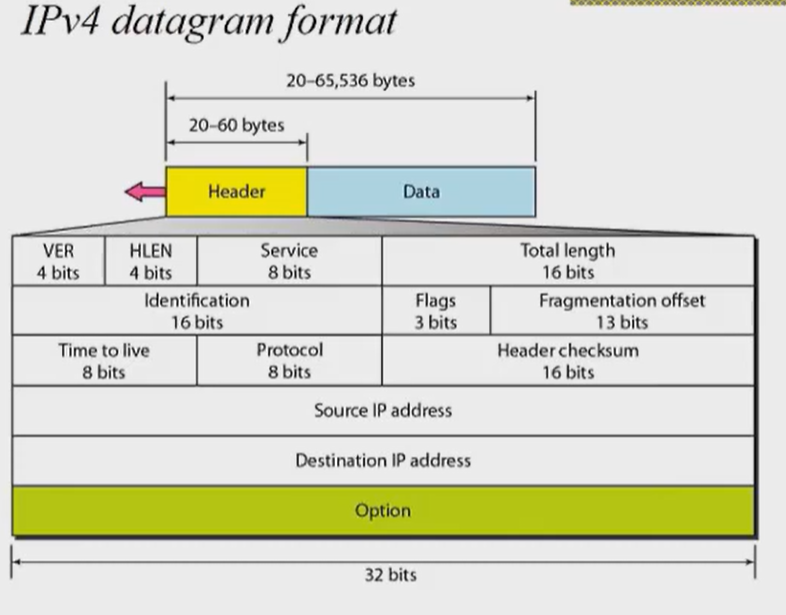 IPv4 datagram format
20–65,536 bytes
20–60 bytes
Header Data
VER HLEN Service Total length
4 bits 4 bits 8 bits 16 bits
Identification Flags Fragmentation offset
16 bits 3 bits 13 bits
Time to live Protocol Header checksum
8 bits 8 bits 16 bits
Source IP address
Destination IP address
Option
32 bits